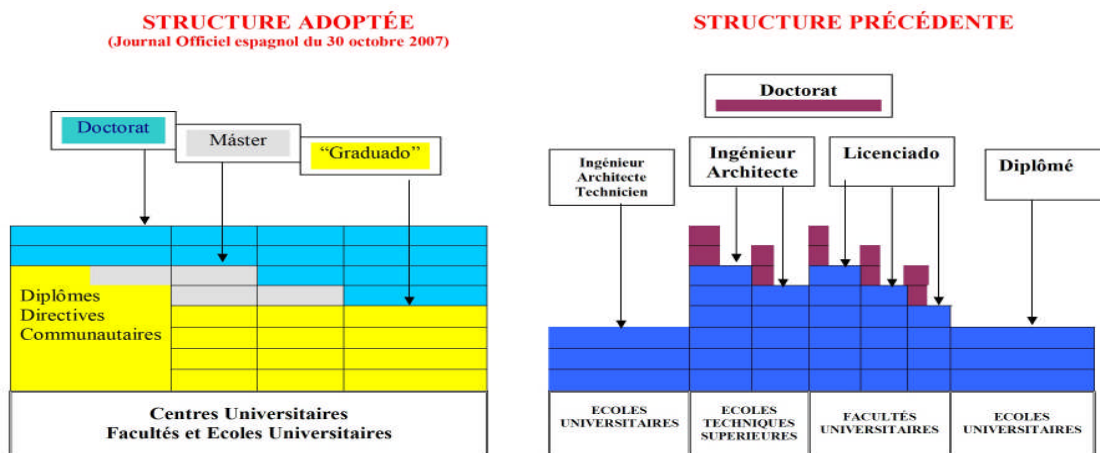 STRUCTURE ADOPTÉE
(Journal Officiel espagnol du 30 octobre 2007)
Doctorat
Máster
“Graduado”
Diplômes
Directives
Communautaires
Centres Universitaires
Facultés et Ecoles Universitaires
STRUCTURE PRÉCÉDENTE
Doctorat
Ingénieur
Architecte
Technicien
Ingénieur
Architecte
Licenciado
Diplômé
ECOLES
UNIVERSITAIRES
ECOLES
TECHNIQUES
SUPERIEURES
FACULTÉS
UNIVERSITAIRES
ECOLES
UNIVERSITAIRES